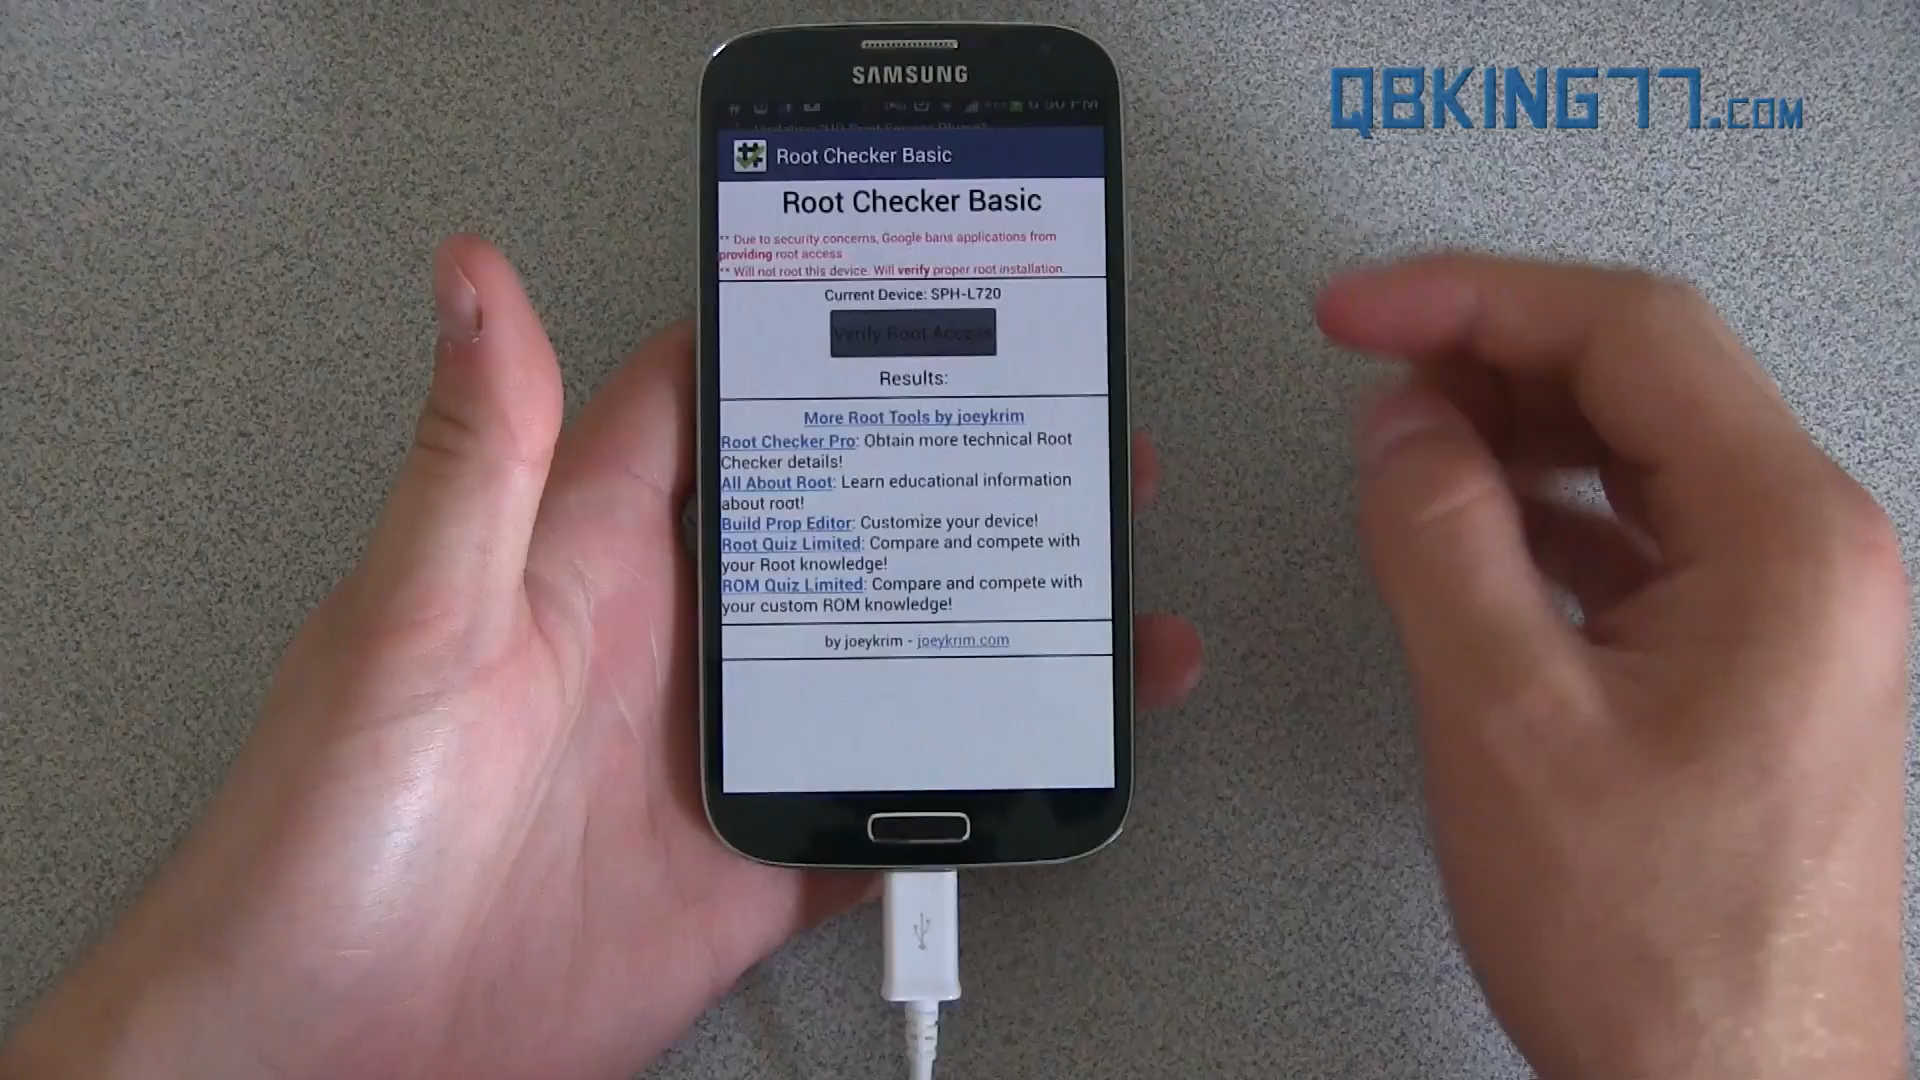 SAMSUNG
QBKING77.COM
Root Checker Basic
Root Checker Basic
** Due to security concerns, Google bans applications from
providing root access
** Will not root this device. Will verify proper root installation.
Current Device: SPH-L720
Verify Root Access
Results:
More Root Tools by joeykrim
Root Checker Pro: Obtain more technical Root
Checker details!
All About Root: Learn educational information
about root!
Build Prop Editor: Customize your device!
Root Quiz Limited: Compare and compete with
your Root knowledge!
ROM Quiz Limited: Compare and compete with
your custom ROM knowledge!
by joeykrim - joeykrim.com